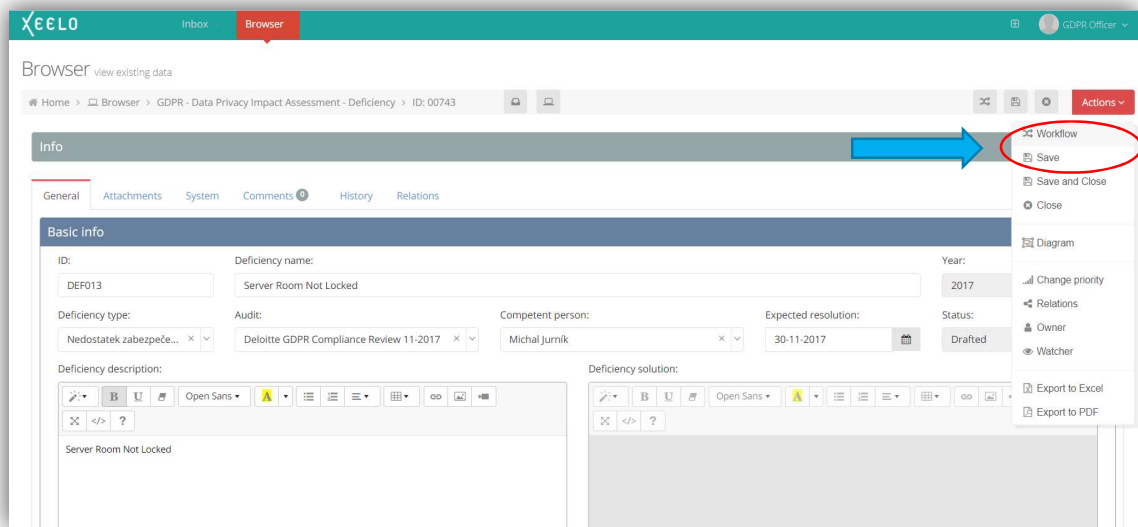 XEELO Inbox Browser GDPR Officer
Browser view existing data
Home > Browser > GDPR - Data Privacy Impact Assessment - Deficiency > ID: 00743 Actions
Info
Workflow
Save
Save and Close
Close
Diagram
Change priority
Relations
Owner
Watcher
Export to Excel
Export to PDF
General Attachments System Comments 0 History Relations
Basic info
ID: Deficiency name: Year:
DEF013 Server Room Not Locked 2017
Deficiency type: Audit: Competent person: Expected resolution: Status:
Nedostatek zabezpeče... × Deloitte GDPR Compliance Review 11-2017 × Michal Jurník × 30-11-2017 Drafted
Deficiency description: Deficiency solution:
B U Open Sans A B U Open Sans A
</> ? </> ?
Server Room Not Locked